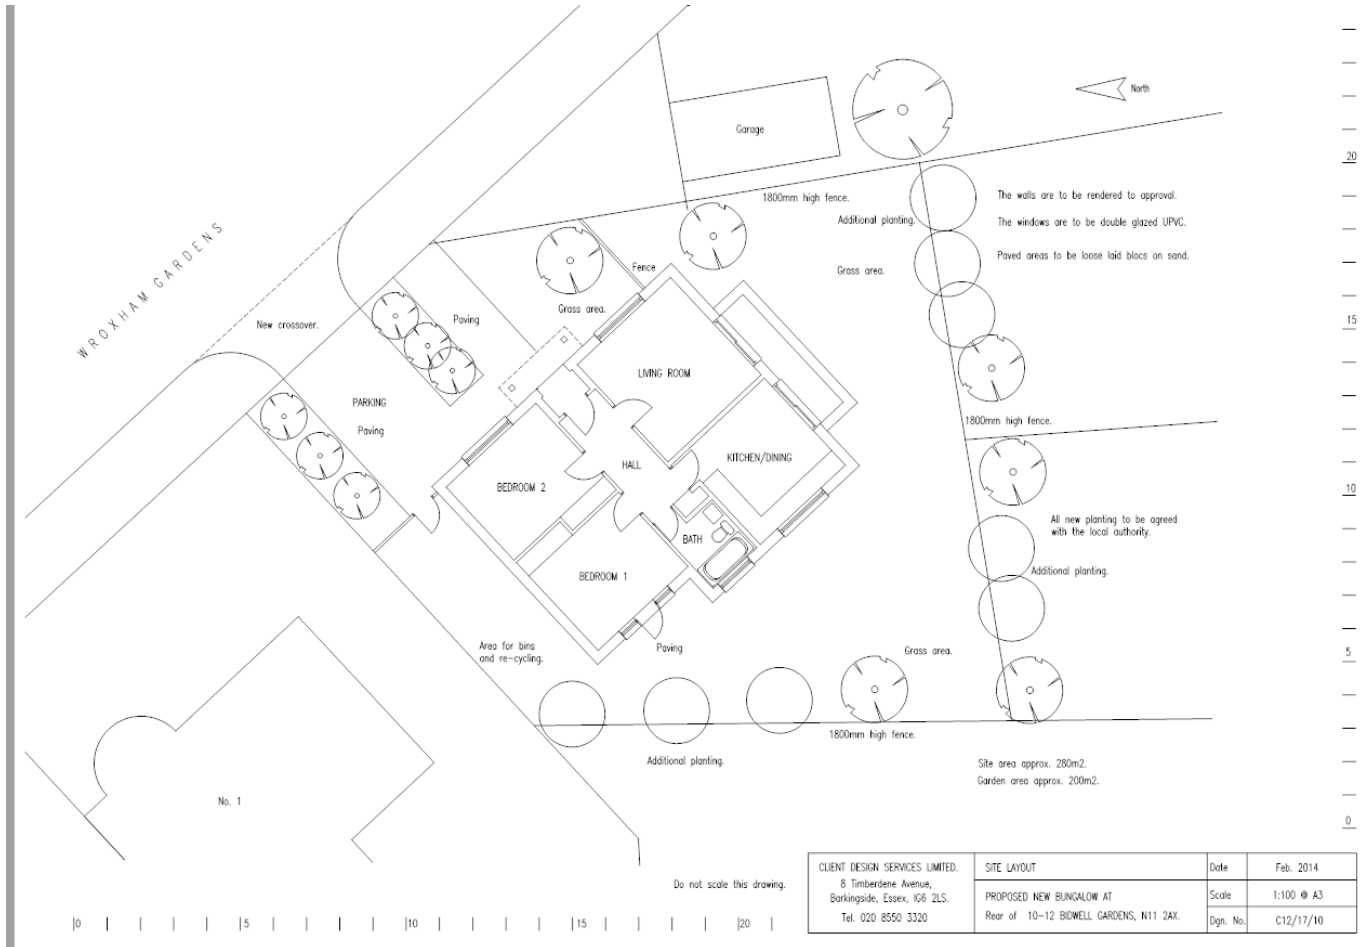 North
Garage
20
1800mm high fence.
The walls are to be rendered to approval.
Additional planting.
The windows are to be double glazed UPVC.
WROXHAM GARDENS
Paved areas to be loose laid blocs on sand.
Fence
Grass area.
Grass area.
New crossover.
Paving
15
LIVING ROOM
PARKING
Paving
1800mm high fence.
KITCHEN/DINING
HALL
BEDROOM 2
10
All new planting to be agreed
with the local authority.
BATH
BEDROOM 1
Additional planting.
Area for bins
and re-cycling.
Paving
Grass area.
5
1800mm high fence.
Additional planting.
Site area approx. 280m2.
Garden area approx. 200m2.
No. 1
0
Do not scale this drawing.
CLIENT DESIGN SERVICES LIMITED.
8 Timberdene Avenue,
Barkingside, Essex, IG6 2LS.
Tel. 020 8550 3320
SITE LAYOUT
PROPOSED NEW BUNGALOW AT
Rear of 10-12 BIDWELL GARDENS, N11 2AX.
Date Feb. 2014
Scale 1:100 @ A3
Dgn. No. C12/17/10
0 5 10 15 20